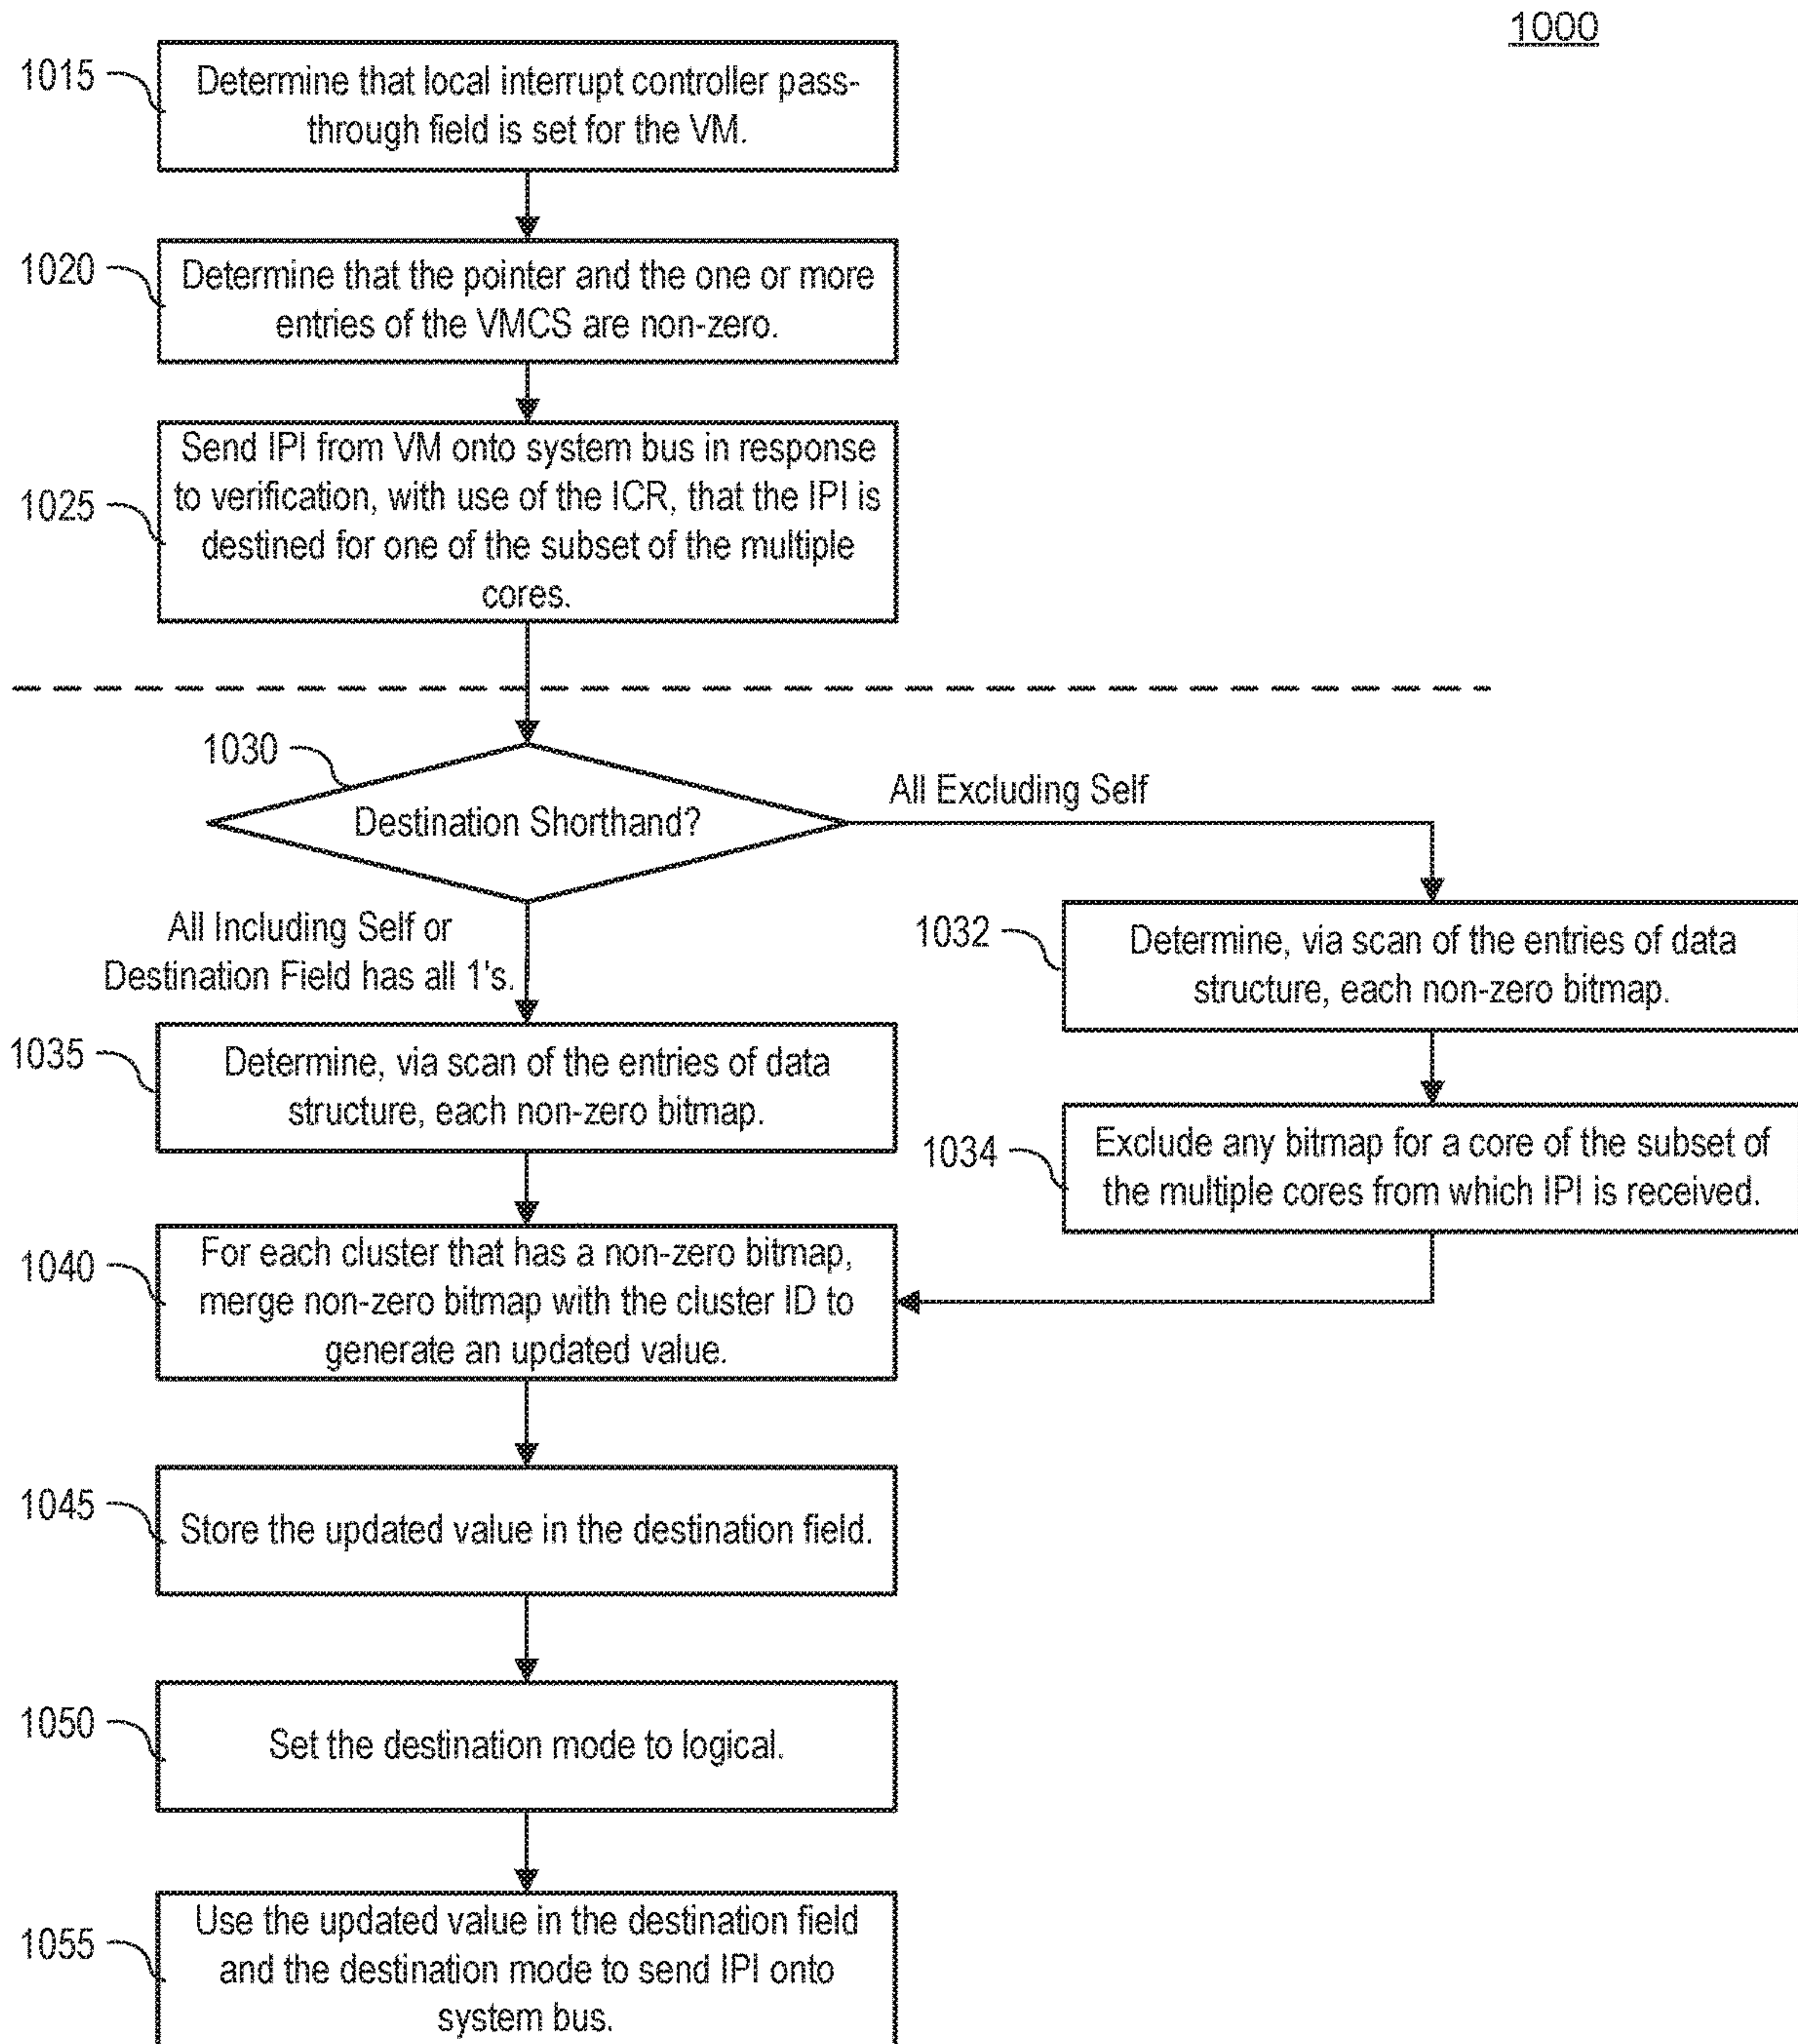 1000
1015
Determine that local interrupt controller pass-
through field is set for the VM.
1020
Determine that the pointer and the one or more
entries of the VMCS are non-zero.
1025
Send IPI from VM onto system bus in response
to verification, with use of the ICR, that the IPI is
destined for one of the subset of the multiple
cores.
1030
Destination Shorthand?
All Excluding Self
All Including Self or
Destination Field has all 1's.
1032
Determine, via scan of the entries of data
structure, each non-zero bitmap.
1035
Determine, via scan of the entries of data
structure, each non-zero bitmap.
1034
Exclude any bitmap for a core of the subset of
the multiple cores from which IPI is received.
1040
For each cluster that has a non-zero bitmap,
merge non-zero bitmap with the cluster ID to
generate an updated value.
1045
Store the updated value in the destination field.
1050
Set the destination mode to logical.
1055
Use the updated value in the destination field
and the destination mode to send IPI onto
system bus.